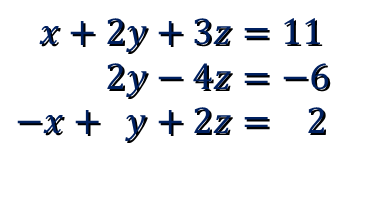 x + 2y + 3z = 11
2y − 4z = −6
−x + y + 2z = 2